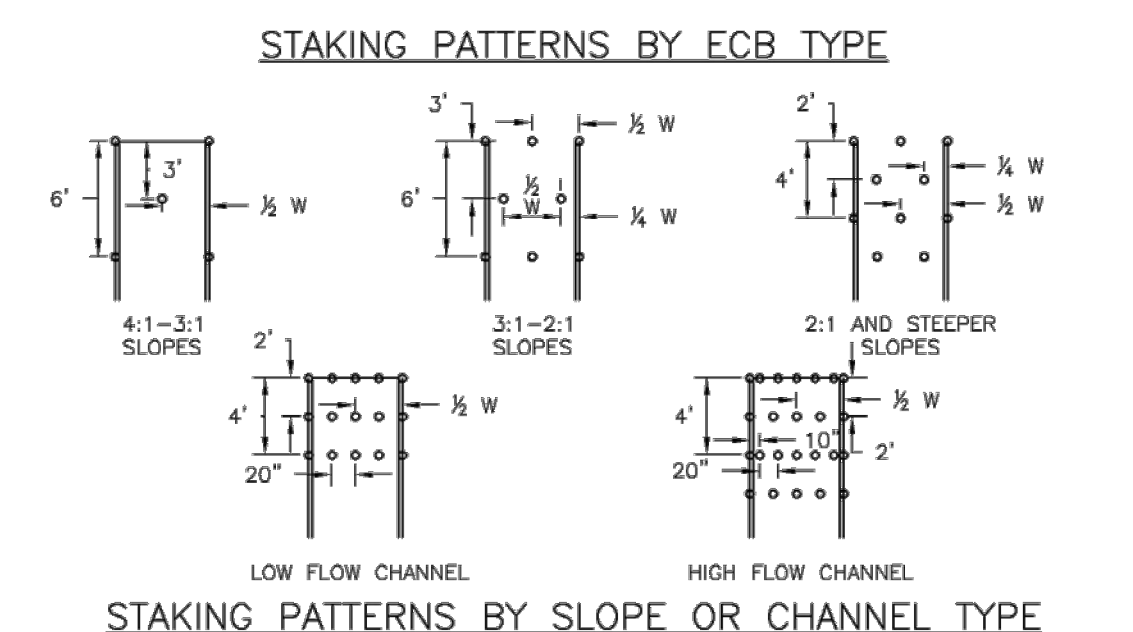 STAKING PATTERNS BY ECB TYPE
3' 2'
½ W
3' ½ ¼ W
6' 6' W 4'
½ W ¼ W ½ W
4:1-3:1 3:1-2:1 2:1 AND STEEPER
SLOPES SLOPES SLOPES
2'
4' ½ W 4' ½ W
10"
20" 20" 2'
LOW FLOW CHANNEL HIGH FLOW CHANNEL
STAKING PATTERNS BY SLOPE OR CHANNEL TYPE